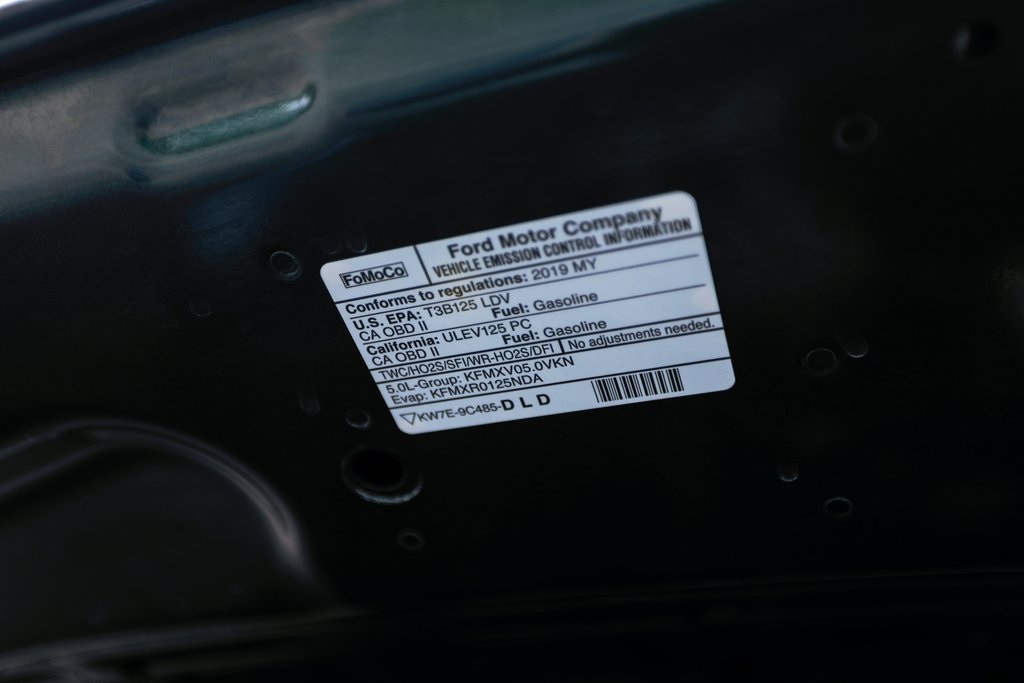 FoMoCo
Ford Motor Company
VEHICLE EMISSION CONTROL INFORMATION
Conforms to regulations: 2019 MY
U.S. EPA: T3B125 LDV
CA OBD II Fuel: Gasoline
California: ULEV125 PC
CA OBD II Fuel: Gasoline
TWC/HO2S/SFI/WR-HO2S/DFI No adjustments needed.
5.0L-Group: KFMXV05.0VKN
Evap: KFMXR0125NDA
KW7E-9C485-DLD